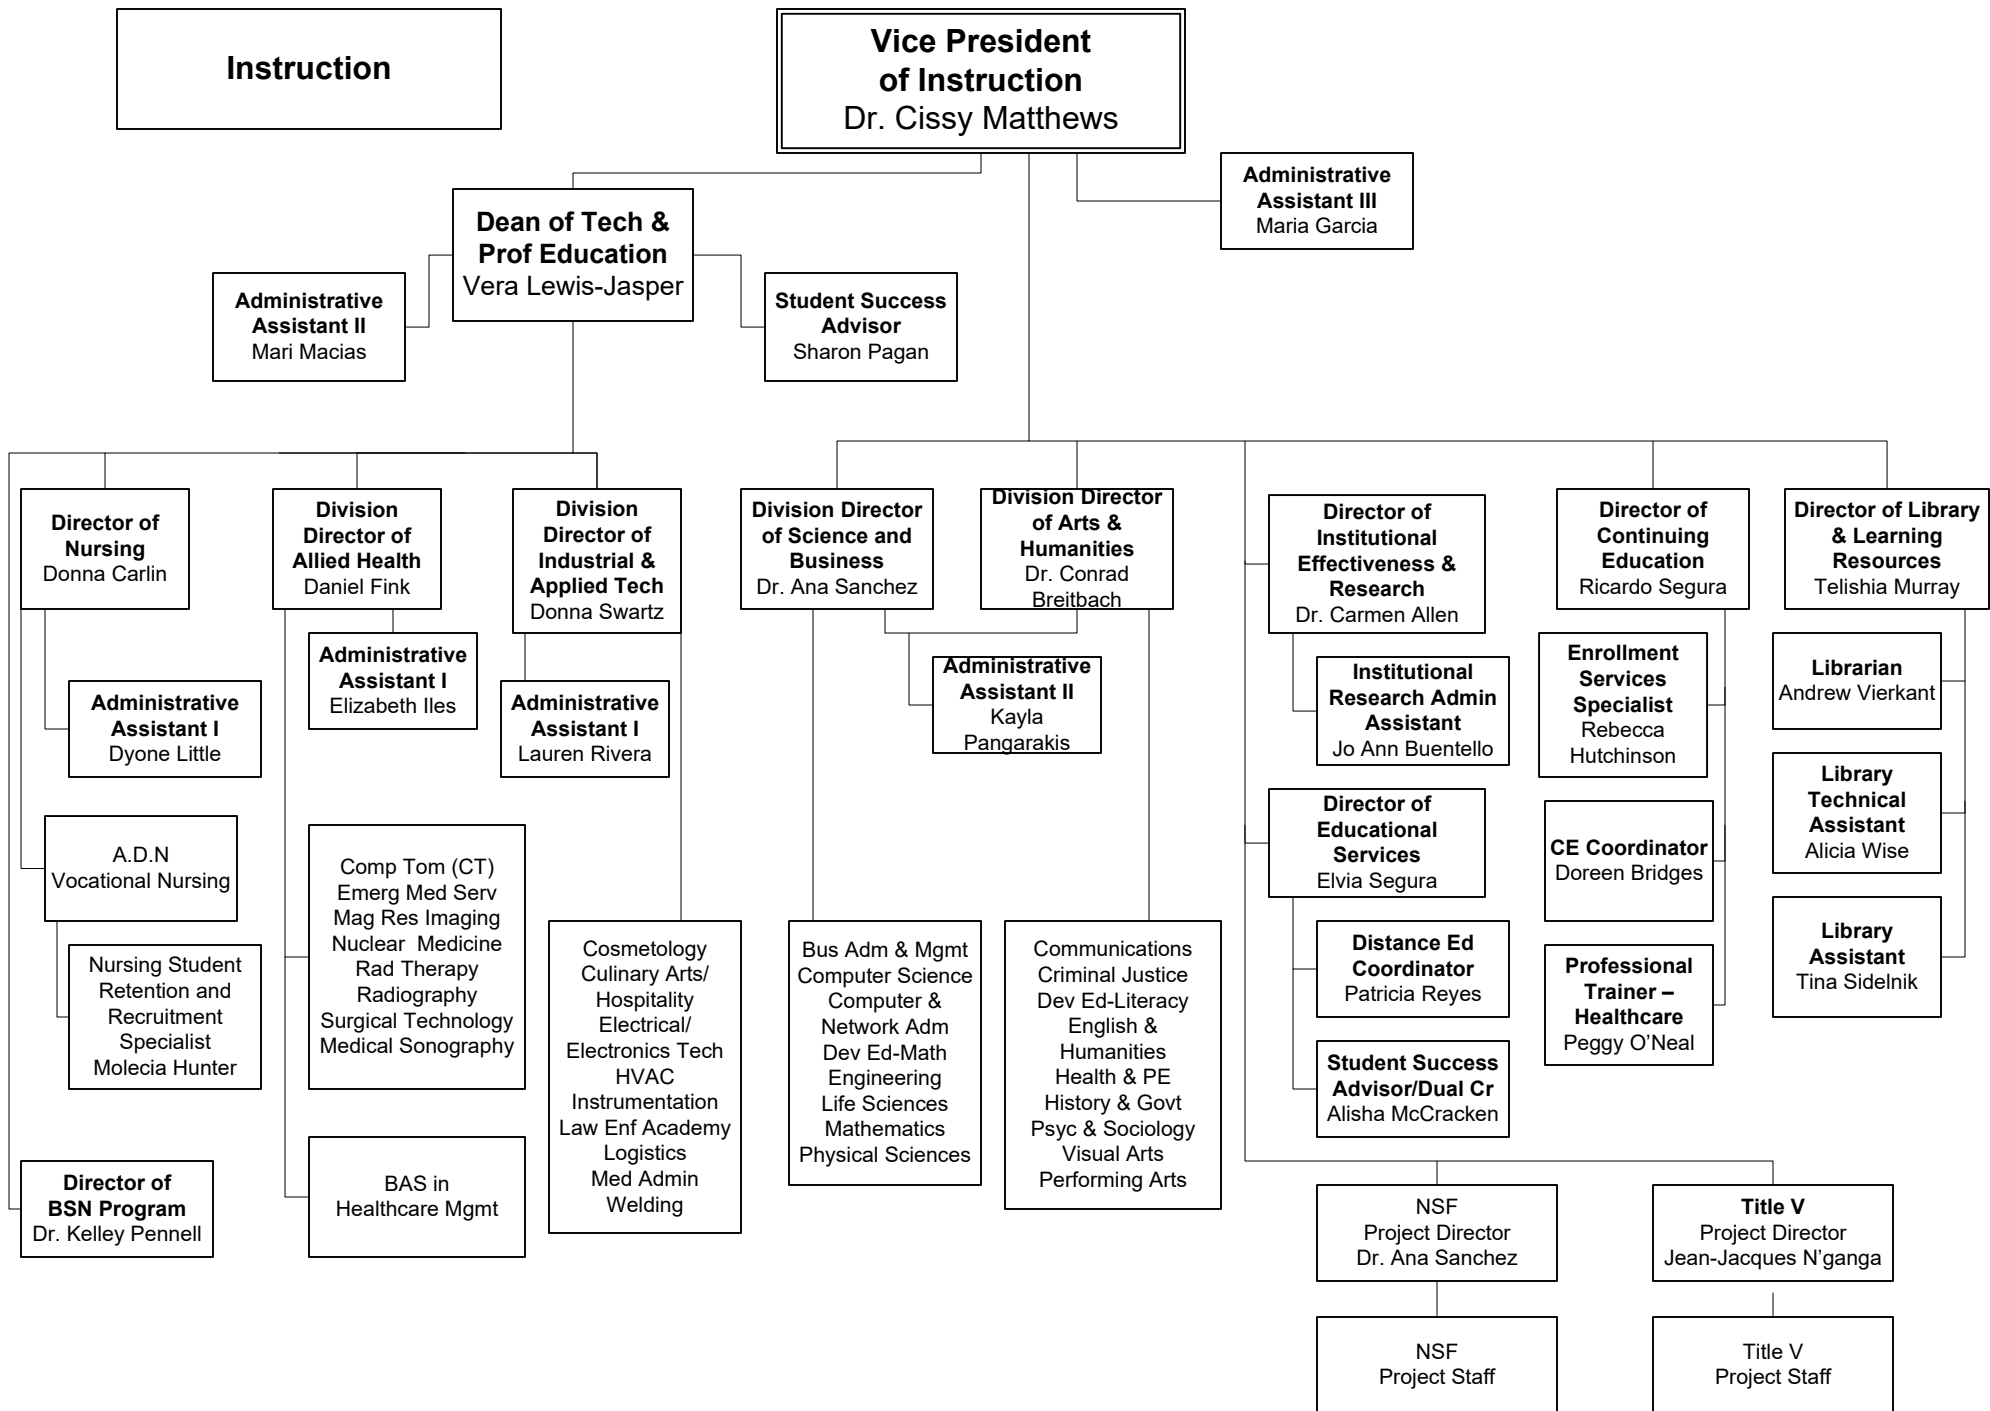 Instruction
Vice President
of Instruction
Dr. Cissy Matthews
Administrative
Assistant III
Maria Garcia
Dean of Tech &
Prof Education
Vera Lewis-Jasper
Administrative
Assistant II
Mari Macias
Student Success
Advisor
Sharon Pagan
Director of
Nursing
Donna Carlin
Division
Director of
Allied Health
Daniel Fink
Division
Director of
Industrial &
Applied Tech
Donna Swartz
Division Director
of Science and
Business
Dr. Ana Sanchez
Division Director
of Arts &
Humanities
Dr. Conrad
Breitbach
Director of
Institutional
Effectiveness &
Research
Dr. Carmen Allen
Director of
Continuing
Education
Ricardo Segura
Director of Library
& Learning
Resources
Telishia Murray
Administrative
Assistant I
Dyone Little
Administrative
Assistant I
Elizabeth Iles
Administrative
Assistant I
Lauren Rivera
Administrative
Assistant II
Kayla
Pangarakis
Institutional
Research Admin
Assistant
Jo Ann Buentello
Enrollment
Services
Specialist
Rebecca
Hutchinson
Librarian
Andrew Vierkant
Library
Technical
Assistant
Alicia Wise
Director of
Educational
Services
Elvia Segura
CE Coordinator
Doreen Bridges
A.D.N
Vocational Nursing
Nursing Student
Retention and
Recruitment
Specialist
Molecia Hunter
Comp Tom (CT)
Emerg Med Serv
Mag Res Imaging
Nuclear  Medicine
Rad Therapy
Radiography
Surgical Technology
Medical Sonography
Cosmetology
Culinary Arts/
Hospitality
Electrical/
Electronics Tech
HVAC
Instrumentation
Law Enf Academy
Logistics
Med Admin
Welding
Bus Adm & Mgmt
Computer Science
Computer &
Network Adm
Dev Ed-Math
Engineering
Life Sciences
Mathematics
Physical Sciences
Communications
Criminal Justice
Dev Ed-Literacy
English &
Humanities
Health & PE
History & Govt
Psyc & Sociology
Visual Arts
Performing Arts
Distance Ed
Coordinator
Patricia Reyes
Professional
Trainer –
Healthcare
Peggy O’Neal
Library
Assistant
Tina Sidelnik
Student Success
Advisor/Dual Cr
Alisha McCracken
Director of
BSN Program
Dr. Kelley Pennell
BAS in
Healthcare Mgmt
NSF
Project Director
Dr. Ana Sanchez
Title V
Project Director
Jean-Jacques N’ganga
NSF
Project Staff
Title V
Project Staff